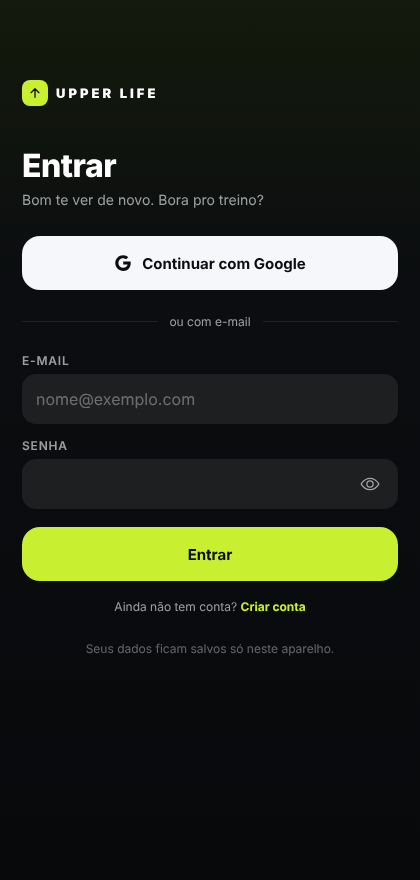 UPPER LIFE
Entrar
Bom te ver de novo. Bora pro treino?
Continuar com Google
ou com e-mail
E-MAIL
nome@exemplo.com
SENHA
Entrar
Ainda não tem conta? Criar conta
Seus dados ficam salvos só neste aparelho.